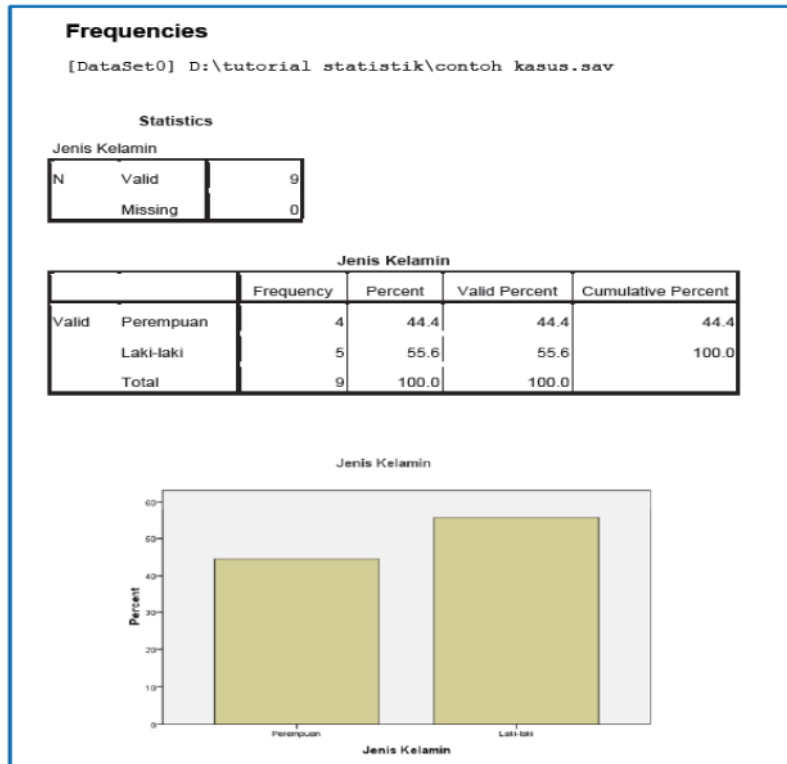 Frequencies
[DataSet0] D:\tutorial statistik\contoh kasus.sav
Statistics
Jenis Kelamin
N Valid 9
Missing 0
Jenis Kelamin
Frequency Percent Valid Percent Cumulative Percent
Valid Perempuan 4 44.4 44.4 44.4
Laki-laki 5 55.6 55.6 100.0
Total 9 100.0 100.0
Jenis Kelamin
60
50
40
30
20
10
0
Percent
Perempuan Laki-laki
Jenis Kelamin